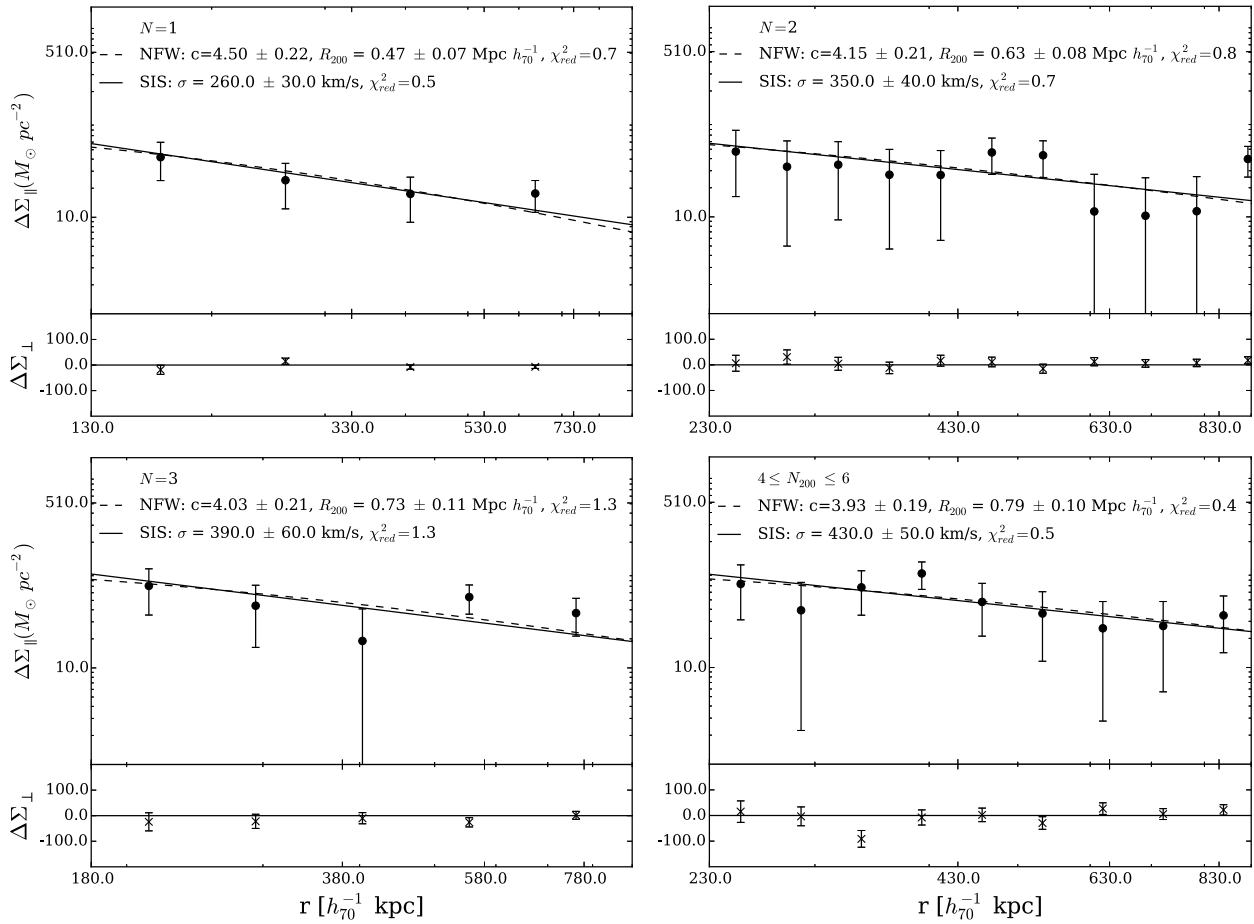 N=1
NFW: c=4.50 ± 0.22, R₂₀₀ = 0.47 ± 0.07 Mpc h₇₀⁻¹, χ²_red=0.7
SIS: σ = 260.0 ± 30.0 km/s, χ²_red=0.5
510.0
10.0
ΔΣ∥(M⊙ pc⁻²)
100.0
0.0
-100.0
ΔΣ⊥
130.0 330.0 530.0 730.0
N=2
NFW: c=4.15 ± 0.21, R₂₀₀ = 0.63 ± 0.08 Mpc h₇₀⁻¹, χ²_red=0.8
SIS: σ = 350.0 ± 40.0 km/s, χ²_red=0.7
510.0
10.0
100.0
0.0
-100.0
230.0 430.0 630.0 830.0
N=3
NFW: c=4.03 ± 0.21, R₂₀₀ = 0.73 ± 0.11 Mpc h₇₀⁻¹, χ²_red=1.3
SIS: σ = 390.0 ± 60.0 km/s, χ²_red=1.3
510.0
10.0
ΔΣ∥(M⊙ pc⁻²)
100.0
0.0
-100.0
ΔΣ⊥
180.0 380.0 580.0 780.0
r [h₇₀⁻¹ kpc]
4 ≤ N₂₀₀ ≤ 6
NFW: c=3.93 ± 0.19, R₂₀₀ = 0.79 ± 0.10 Mpc h₇₀⁻¹, χ²_red=0.4
SIS: σ = 430.0 ± 50.0 km/s, χ²_red=0.5
510.0
10.0
100.0
0.0
-100.0
230.0 430.0 630.0 830.0
r [h₇₀⁻¹ kpc]